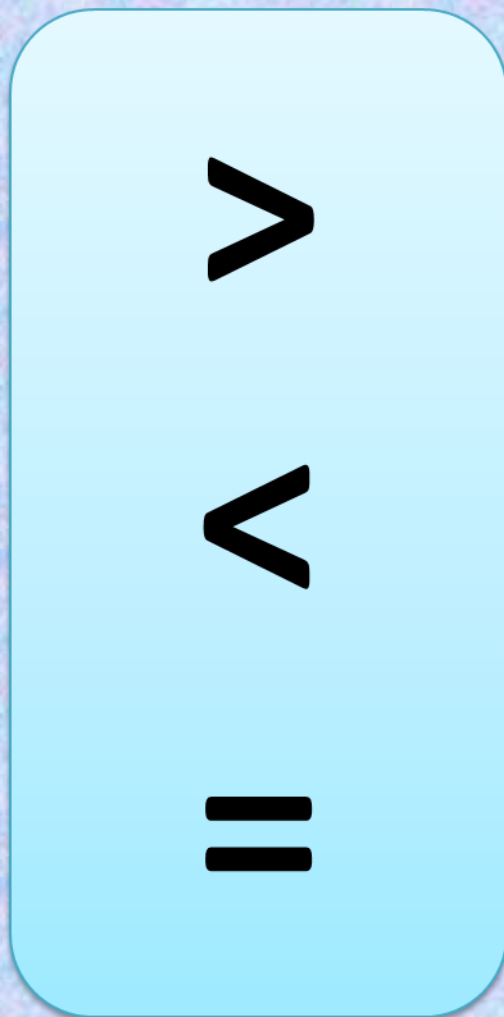 >
<
=